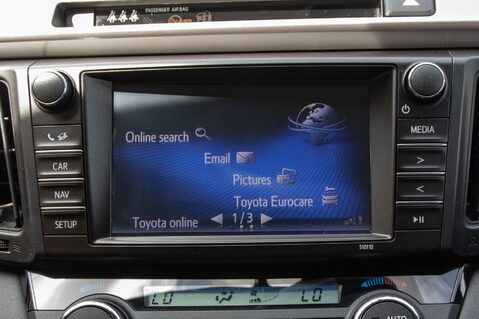 PASSENGER AIR BAG
MEDIA
Online search
Email
CAR
Pictures
NAV
Toyota Eurocare
SETUP
Toyota online
1/3
510110
LO
LO